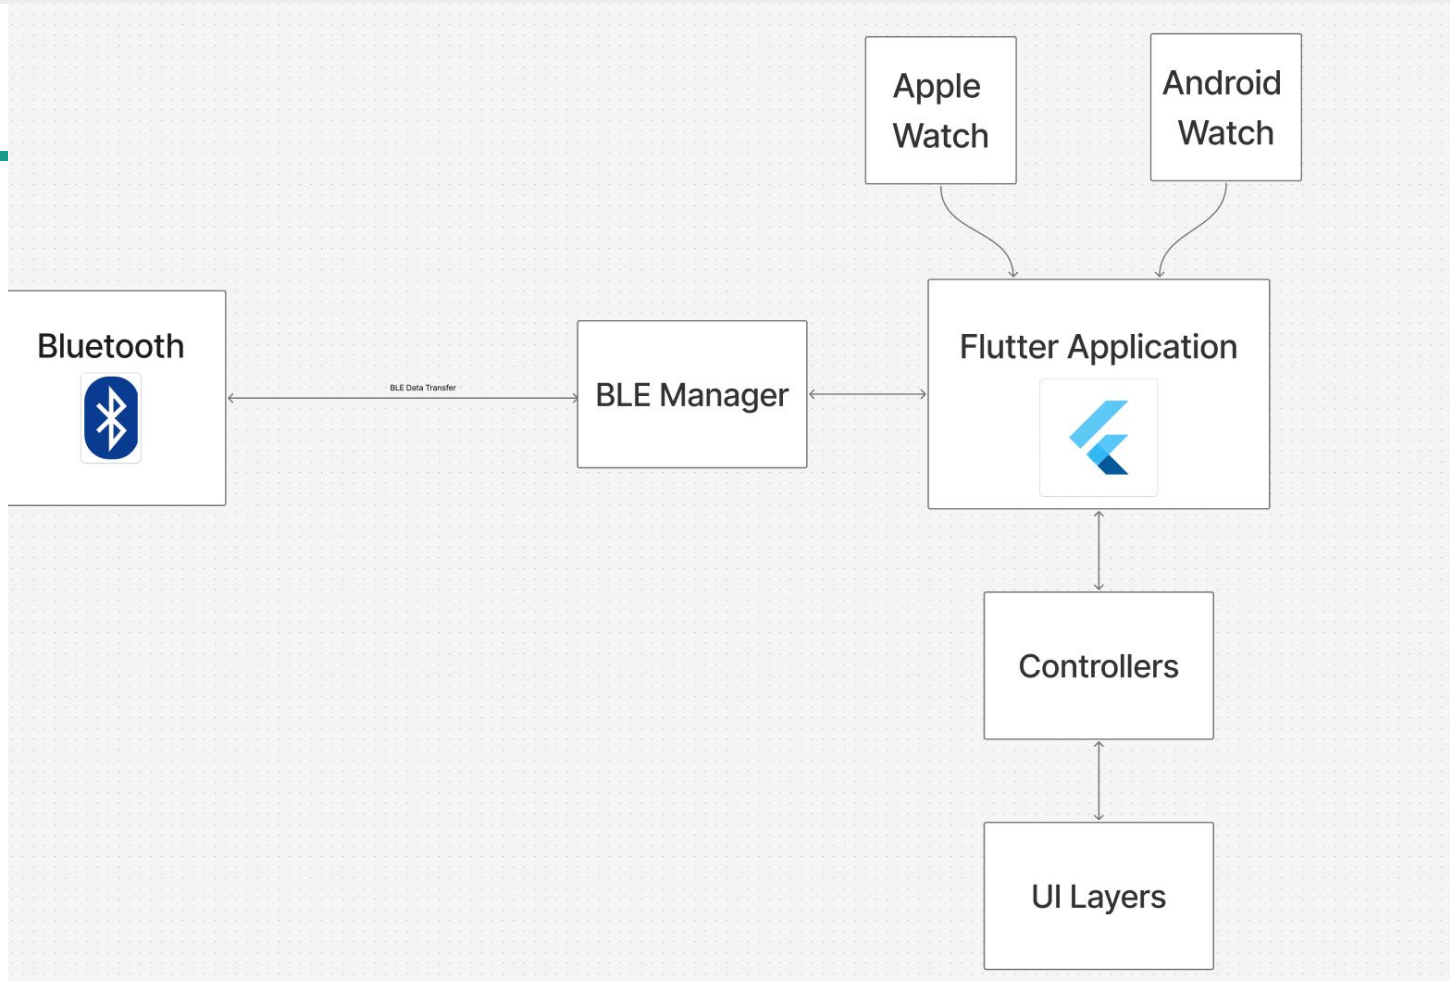 Apple
Watch
Android
Watch
Bluetooth
BLE Data Transfer
BLE Manager
Flutter Application
Controllers
UI Layers